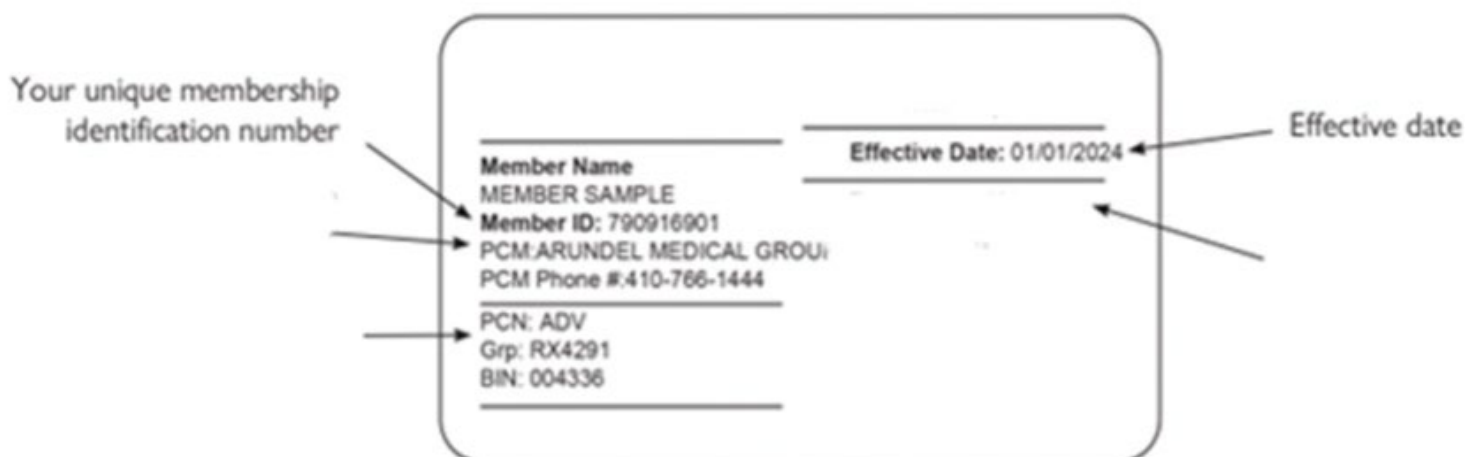 Your unique membership
identification number
Effective date
Effective Date: 01/01/2024
Member Name
MEMBER SAMPLE
Member ID: 790916901
PCM:ARUNDEL MEDICAL
PCM Phone #:410-766-1444
PCN: ADV
Grp: RX4291
BIN: 004336